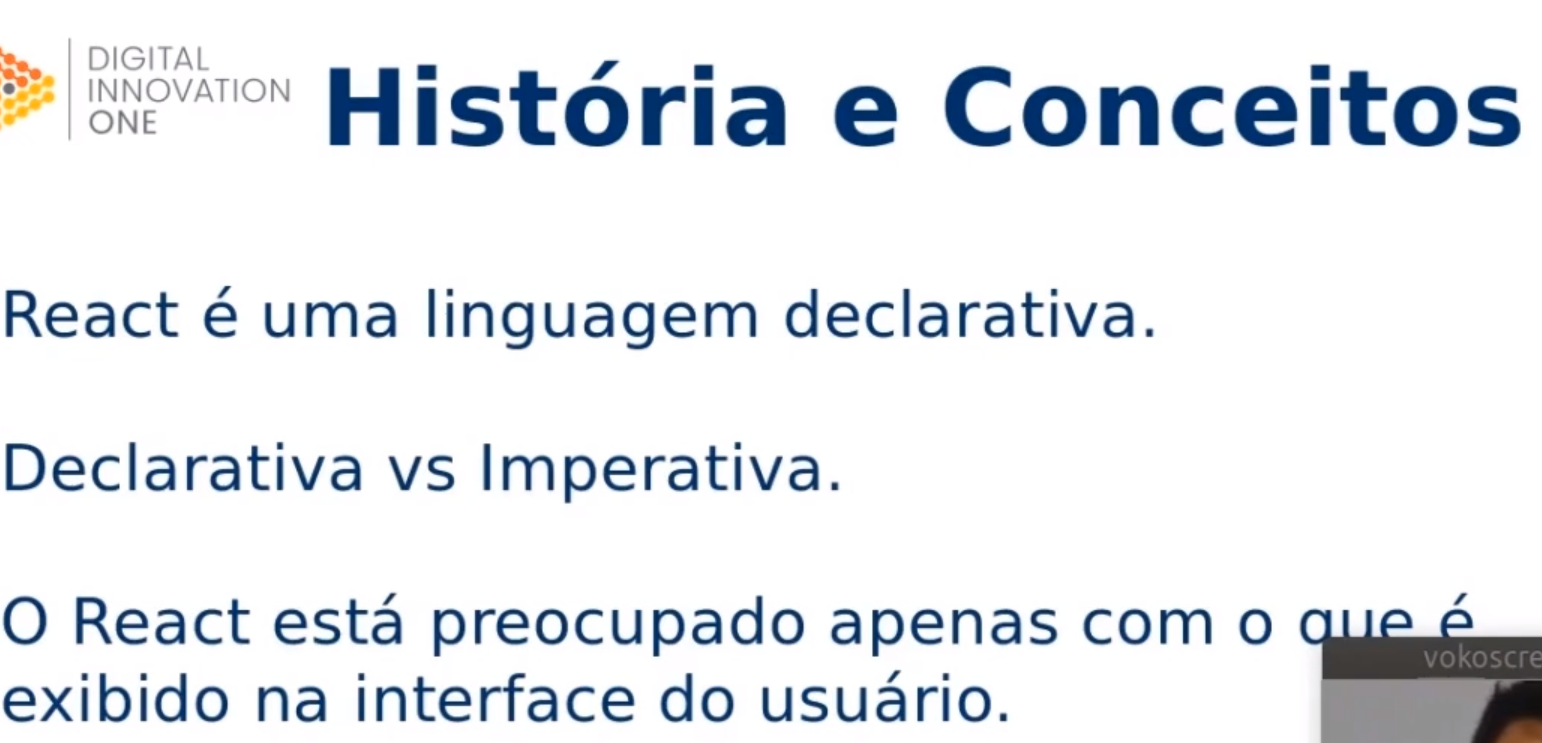 DIGITAL
INNOVATION
ONE
História e Conceitos
React é uma linguagem declarativa.
Declarativa vs Imperativa.
O React está preocupado apenas com o que é
exibido na interface do usuário.
vokoscre